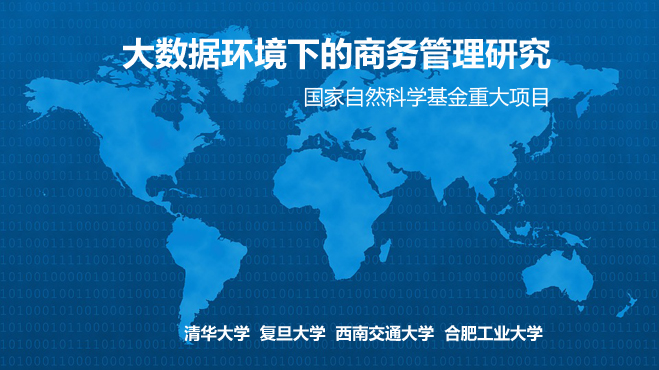 大数据环境下的商务管理研究
国家自然科学基金重大项目
清华大学 复旦大学 西南交通大学 合肥工业大学